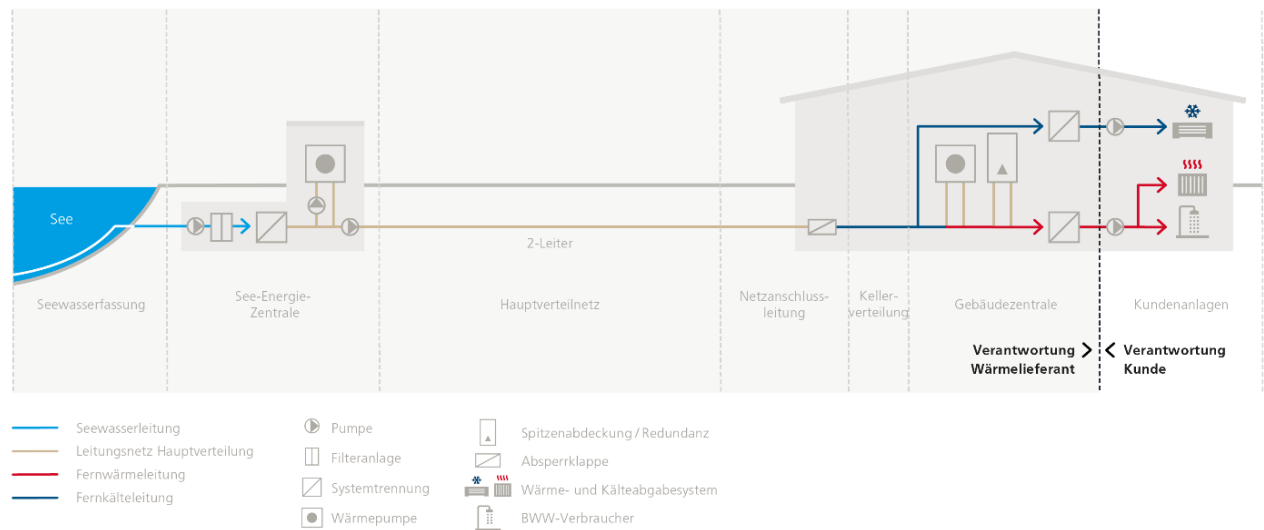 See
2-Leiter
Seewasserfassung
See-Energie-
Zentrale
Hauptverteilnetz
Netzanschluss-
leitung
Keller-
verteilung
Gebäudezentrale
Kundenanlagen
Verantwortung
Wärmelieferant
Verantwortung
Kunde
Seewasserleitung
Leitungsnetz Hauptverteilung
Fernwärmeleitung
Fernkälteleitung
Pumpe
Filteranlage
Systemtrennung
Wärmepumpe
Spitzenabdeckung / Redundanz
Absperrklappe
Wärme- und Kälteabgabesystem
BWW-Verbraucher